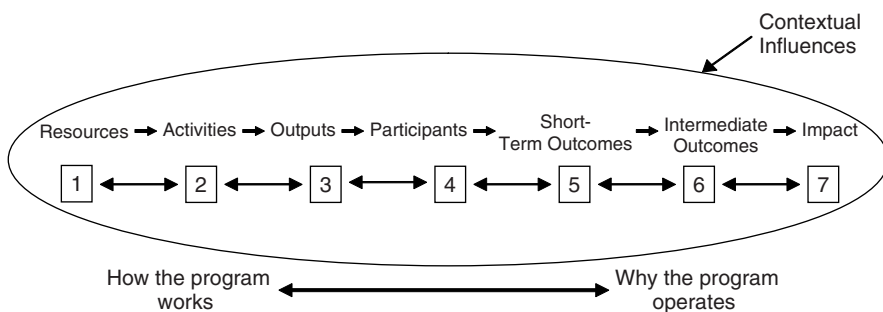 Contextual
Influences
Resources Activities Outputs Participants Short-
Term Outcomes Intermediate
Outcomes Impact
1 2 3 4 5 6 7
How the program
works
Why the program
operates